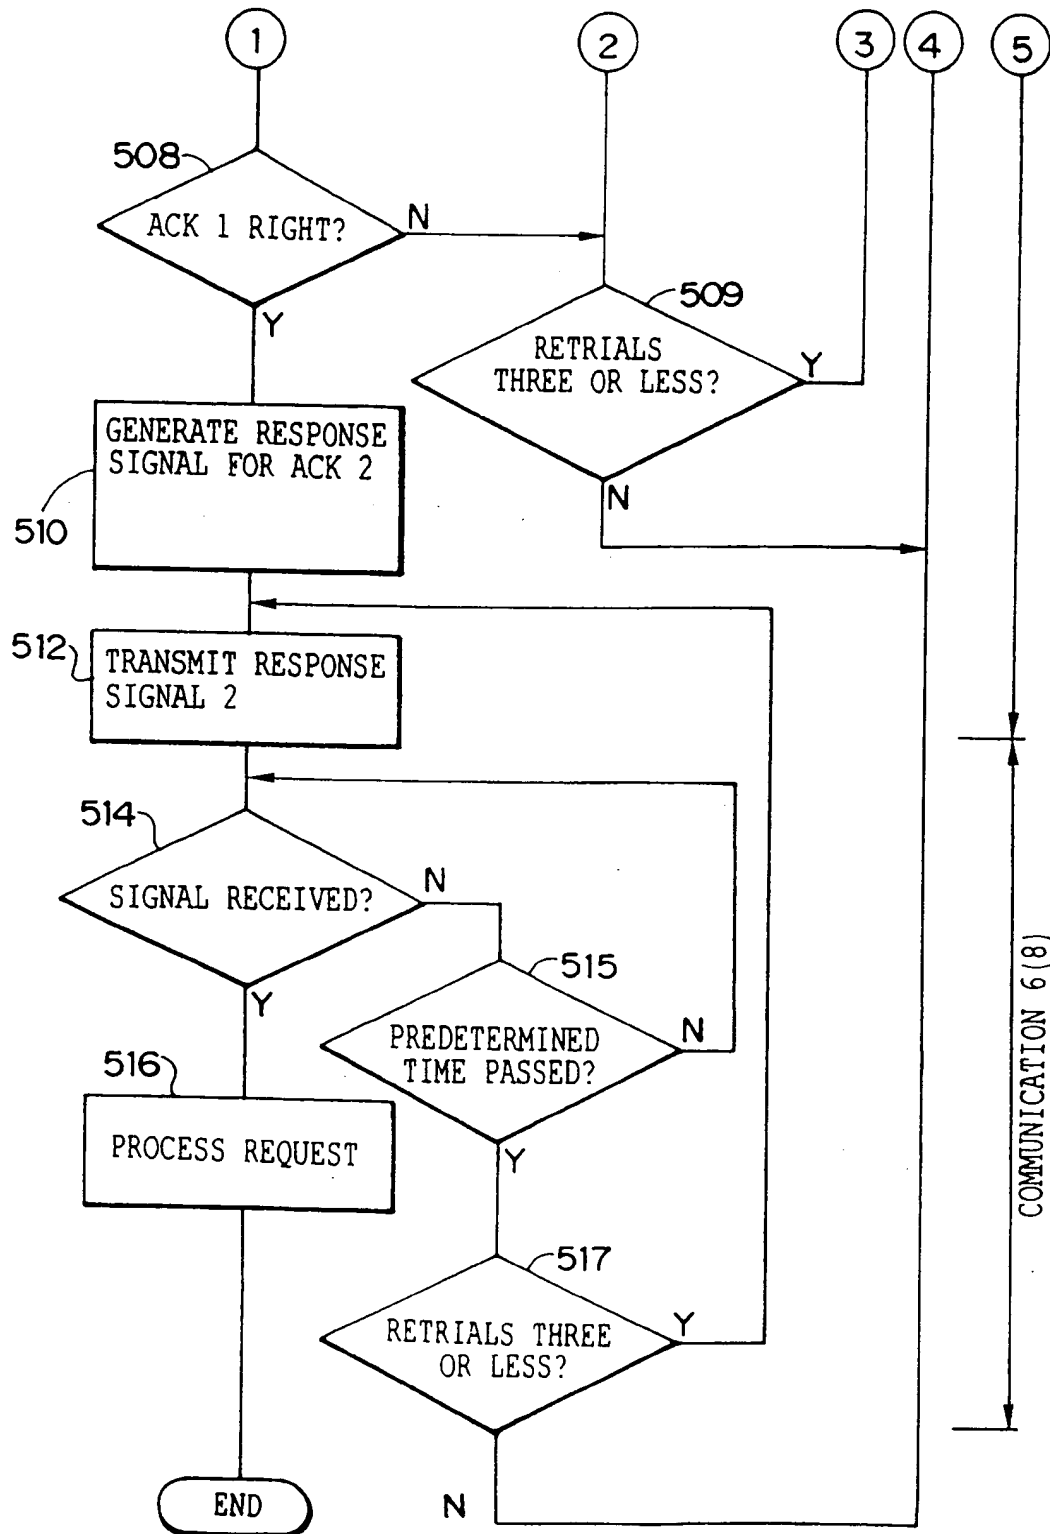 1
2
3
4
5
508
ACK 1 RIGHT?
N
Y
509
RETRIALS
THREE OR LESS?
Y
N
GENERATE RESPONSE
SIGNAL FOR ACK 2
510
512
TRANSMIT RESPONSE
SIGNAL 2
514
SIGNAL RECEIVED?
N
Y
515
PREDETERMINED
TIME PASSED?
N
Y
516
PROCESS REQUEST
517
RETRIALS THREE
OR LESS?
Y
N
COMMUNICATION 6(8)
END